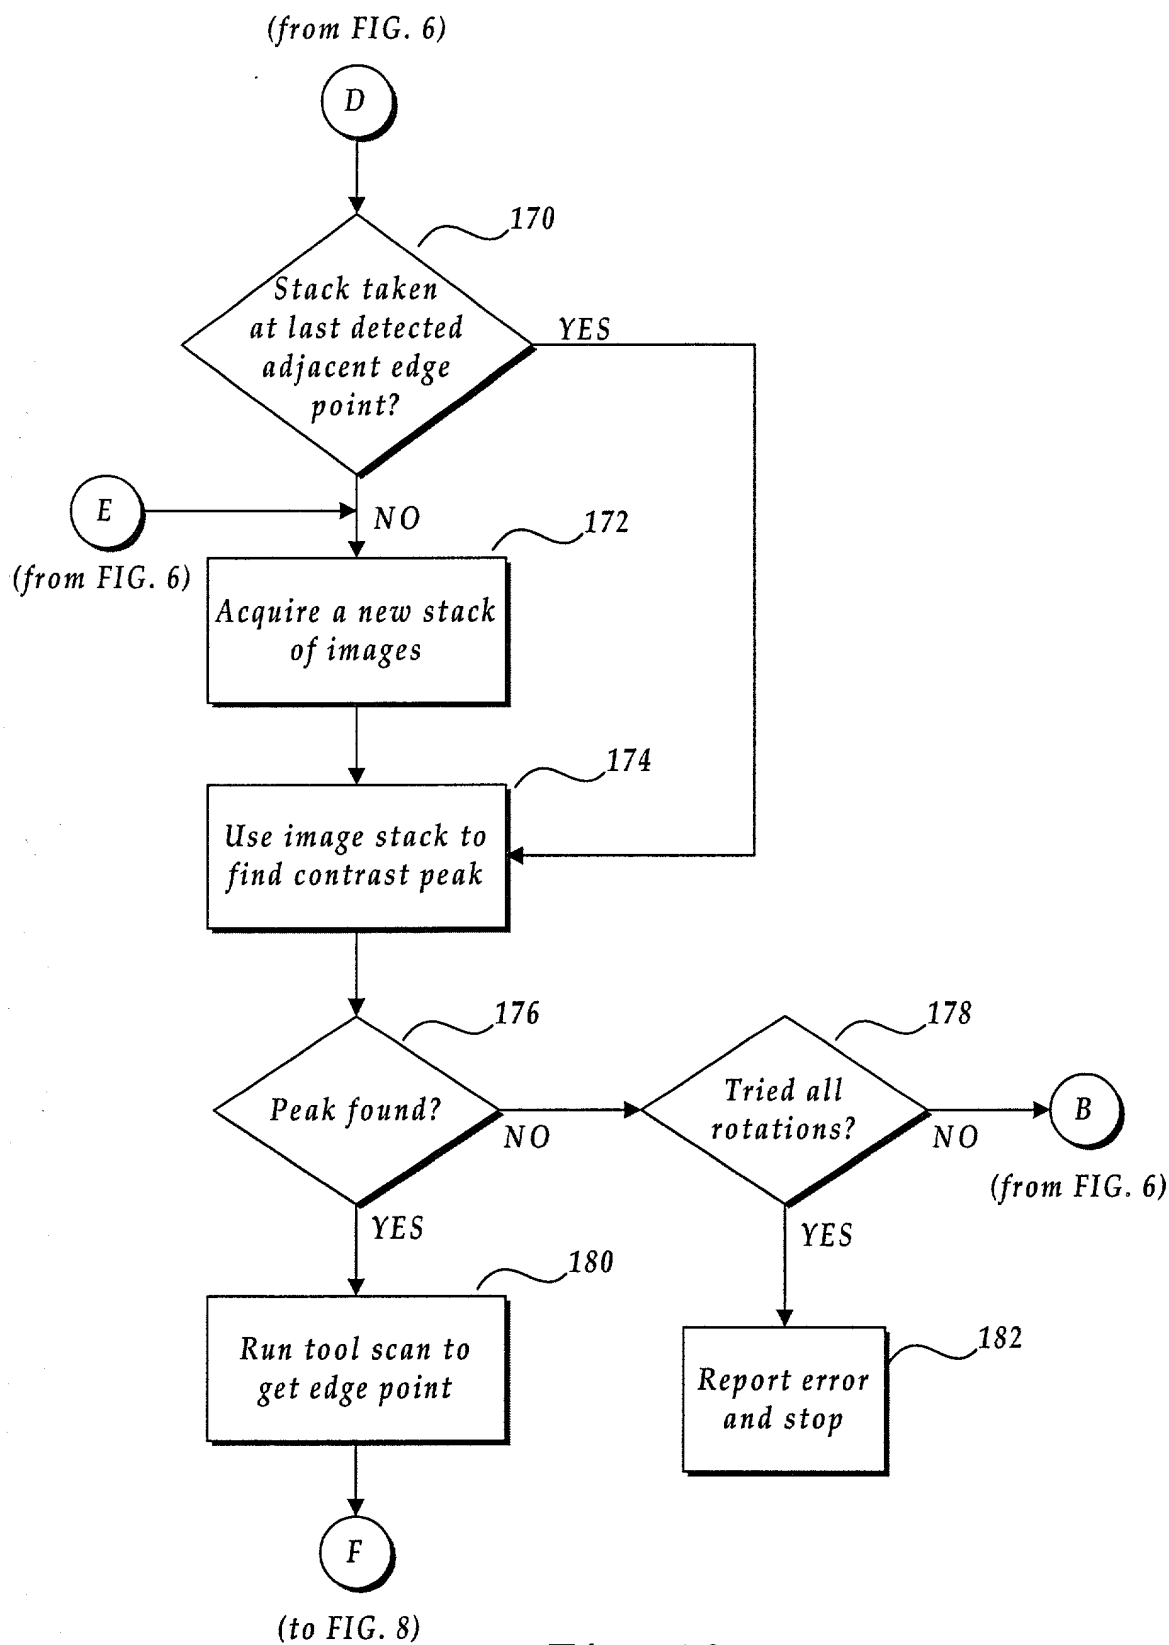 (from FIG. 6)
D
170
Stack taken
at last detected
adjacent edge
point?
YES
E
NO
(from FIG. 6)
172
Acquire a new stack
of images
174
Use image stack to
find contrast peak
176
Peak found?
NO
178
Tried all
rotations?
NO
B
(from FIG. 6)
YES
YES
180
Run tool scan to
get edge point
182
Report error
and stop
F
(to FIG. 8)